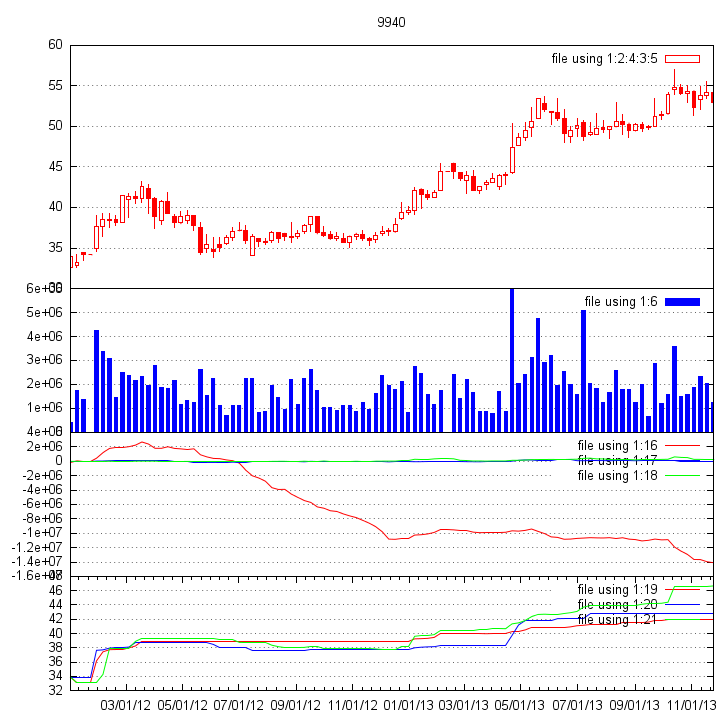 9940
60
file using 1:2:4:3:5
55
50
45
40
35
30
6e+06
file using 1:6
5e+06
4e+06
3e+06
2e+06
1e+06
0
4e+06
file using 1:16
2e+06
file using 1:17
0
file using 1:18
-2e+06
-4e+06
-6e+06
-8e+06
-1e+07
-1.2e+07
-1.4e+07
-1.6e+07
48
file using 1:19
46
file using 1:20
44
file using 1:21
42
40
38
36
34
32
03/01/12 05/01/12 07/01/12 09/01/12 11/01/12 01/01/13 03/01/13 05/01/13 07/01/13 09/01/13 11/01/13